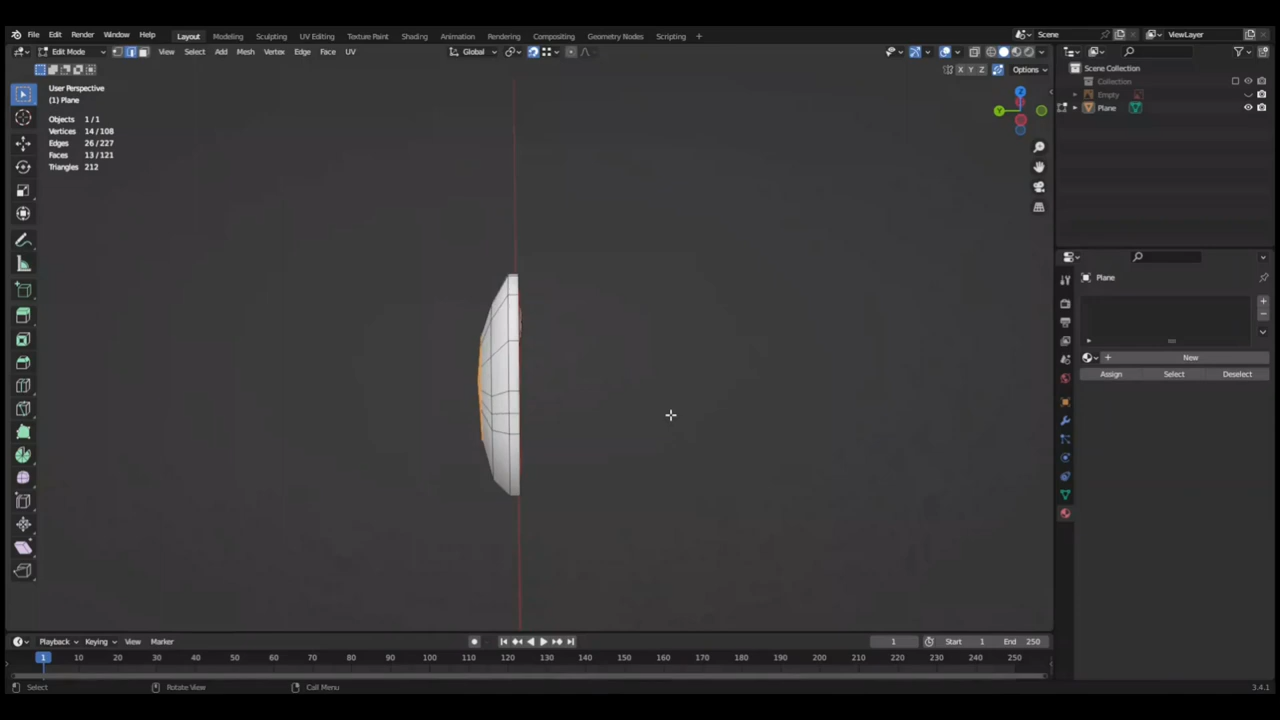 File Edit Render Window Help Layout Modeling Sculpting UV Editing Texture Paint Shading Animation Rendering Compositing Geometry Nodes Scripting + Scene ViewLayer
Edit Mode View Select Add Mesh Vertex Edge Face UV Global
X Y Z Options
User Perspective
(1) Plane
Objects 1/1
Vertices 14/108
Edges 26/227
Faces 13/121
Triangles 212
Z
Y
Scene Collection
Collection
Empty
Plane
Plane
New
Assign Select Deselect
Playback Keying View Marker 1 Start 1 End 250
1 10 20 30 40 50 60 70 80 90 100 110 120 130 140 150 160 170 180 190 200 210 220 230 240 250
Select Rotate View Call Menu 3.4.1